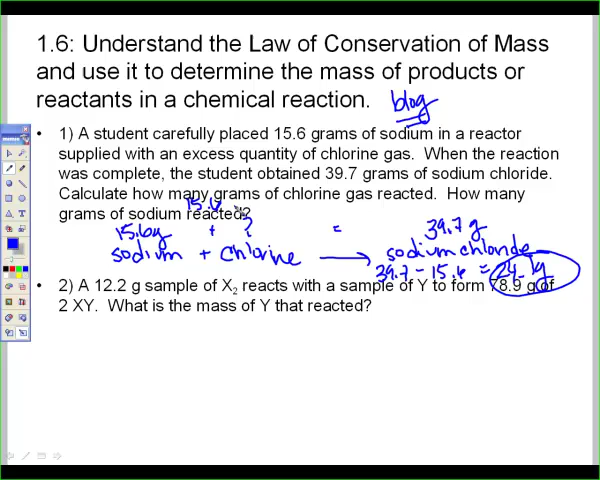 1.6: Understand the Law of Conservation of Mass
and use it to determine the mass of products or
reactants in a chemical reaction. blog
• 1) A student carefully placed 15.6 grams of sodium in a reactor
supplied with an excess quantity of chlorine gas. When the reaction
was complete, the student obtained 39.7 grams of sodium chloride.
Calculate how many grams of chlorine gas reacted. How many
15.6
grams of sodium reacted?
15.6g + ? = 39.7 g
sodium + chlorine → sodium chloride
39.7 - 15.6 = 24.1g
• 2) A 12.2 g sample of X₂ reacts with a sample of Y to form 78.9 g of
2 XY. What is the mass of Y that reacted?